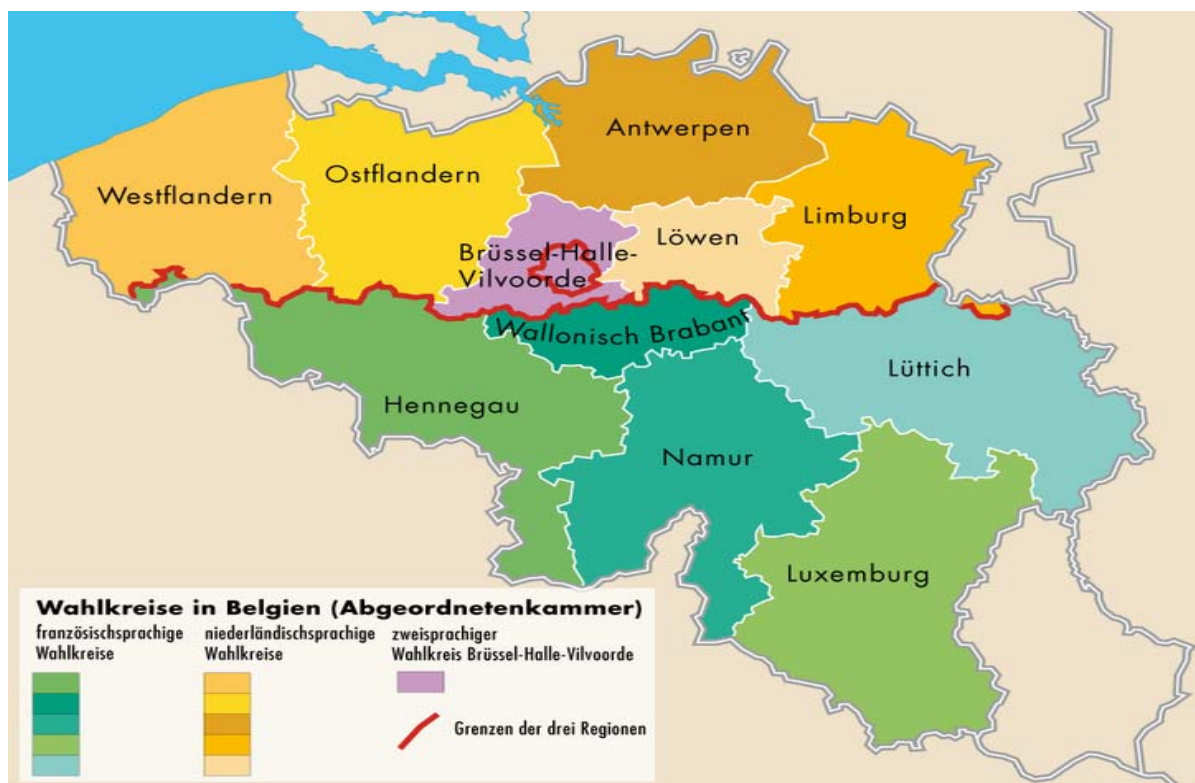 Antwerpen
Ostflandern
Westflandern
Limburg
Löwen
Brüssel-Halle-
Vilvoorde
Wallonisch Brabant
Lüttich
Hennegau
Namur
Luxemburg
Wahlkreise in Belgien (Abgeordnetenkammer)
französischsprachige
Wahlkreise
niederländischsprachige
Wahlkreise
zweisprachiger
Wahlkreis Brüssel-Halle-Vilvoorde
Grenzen der drei Regionen